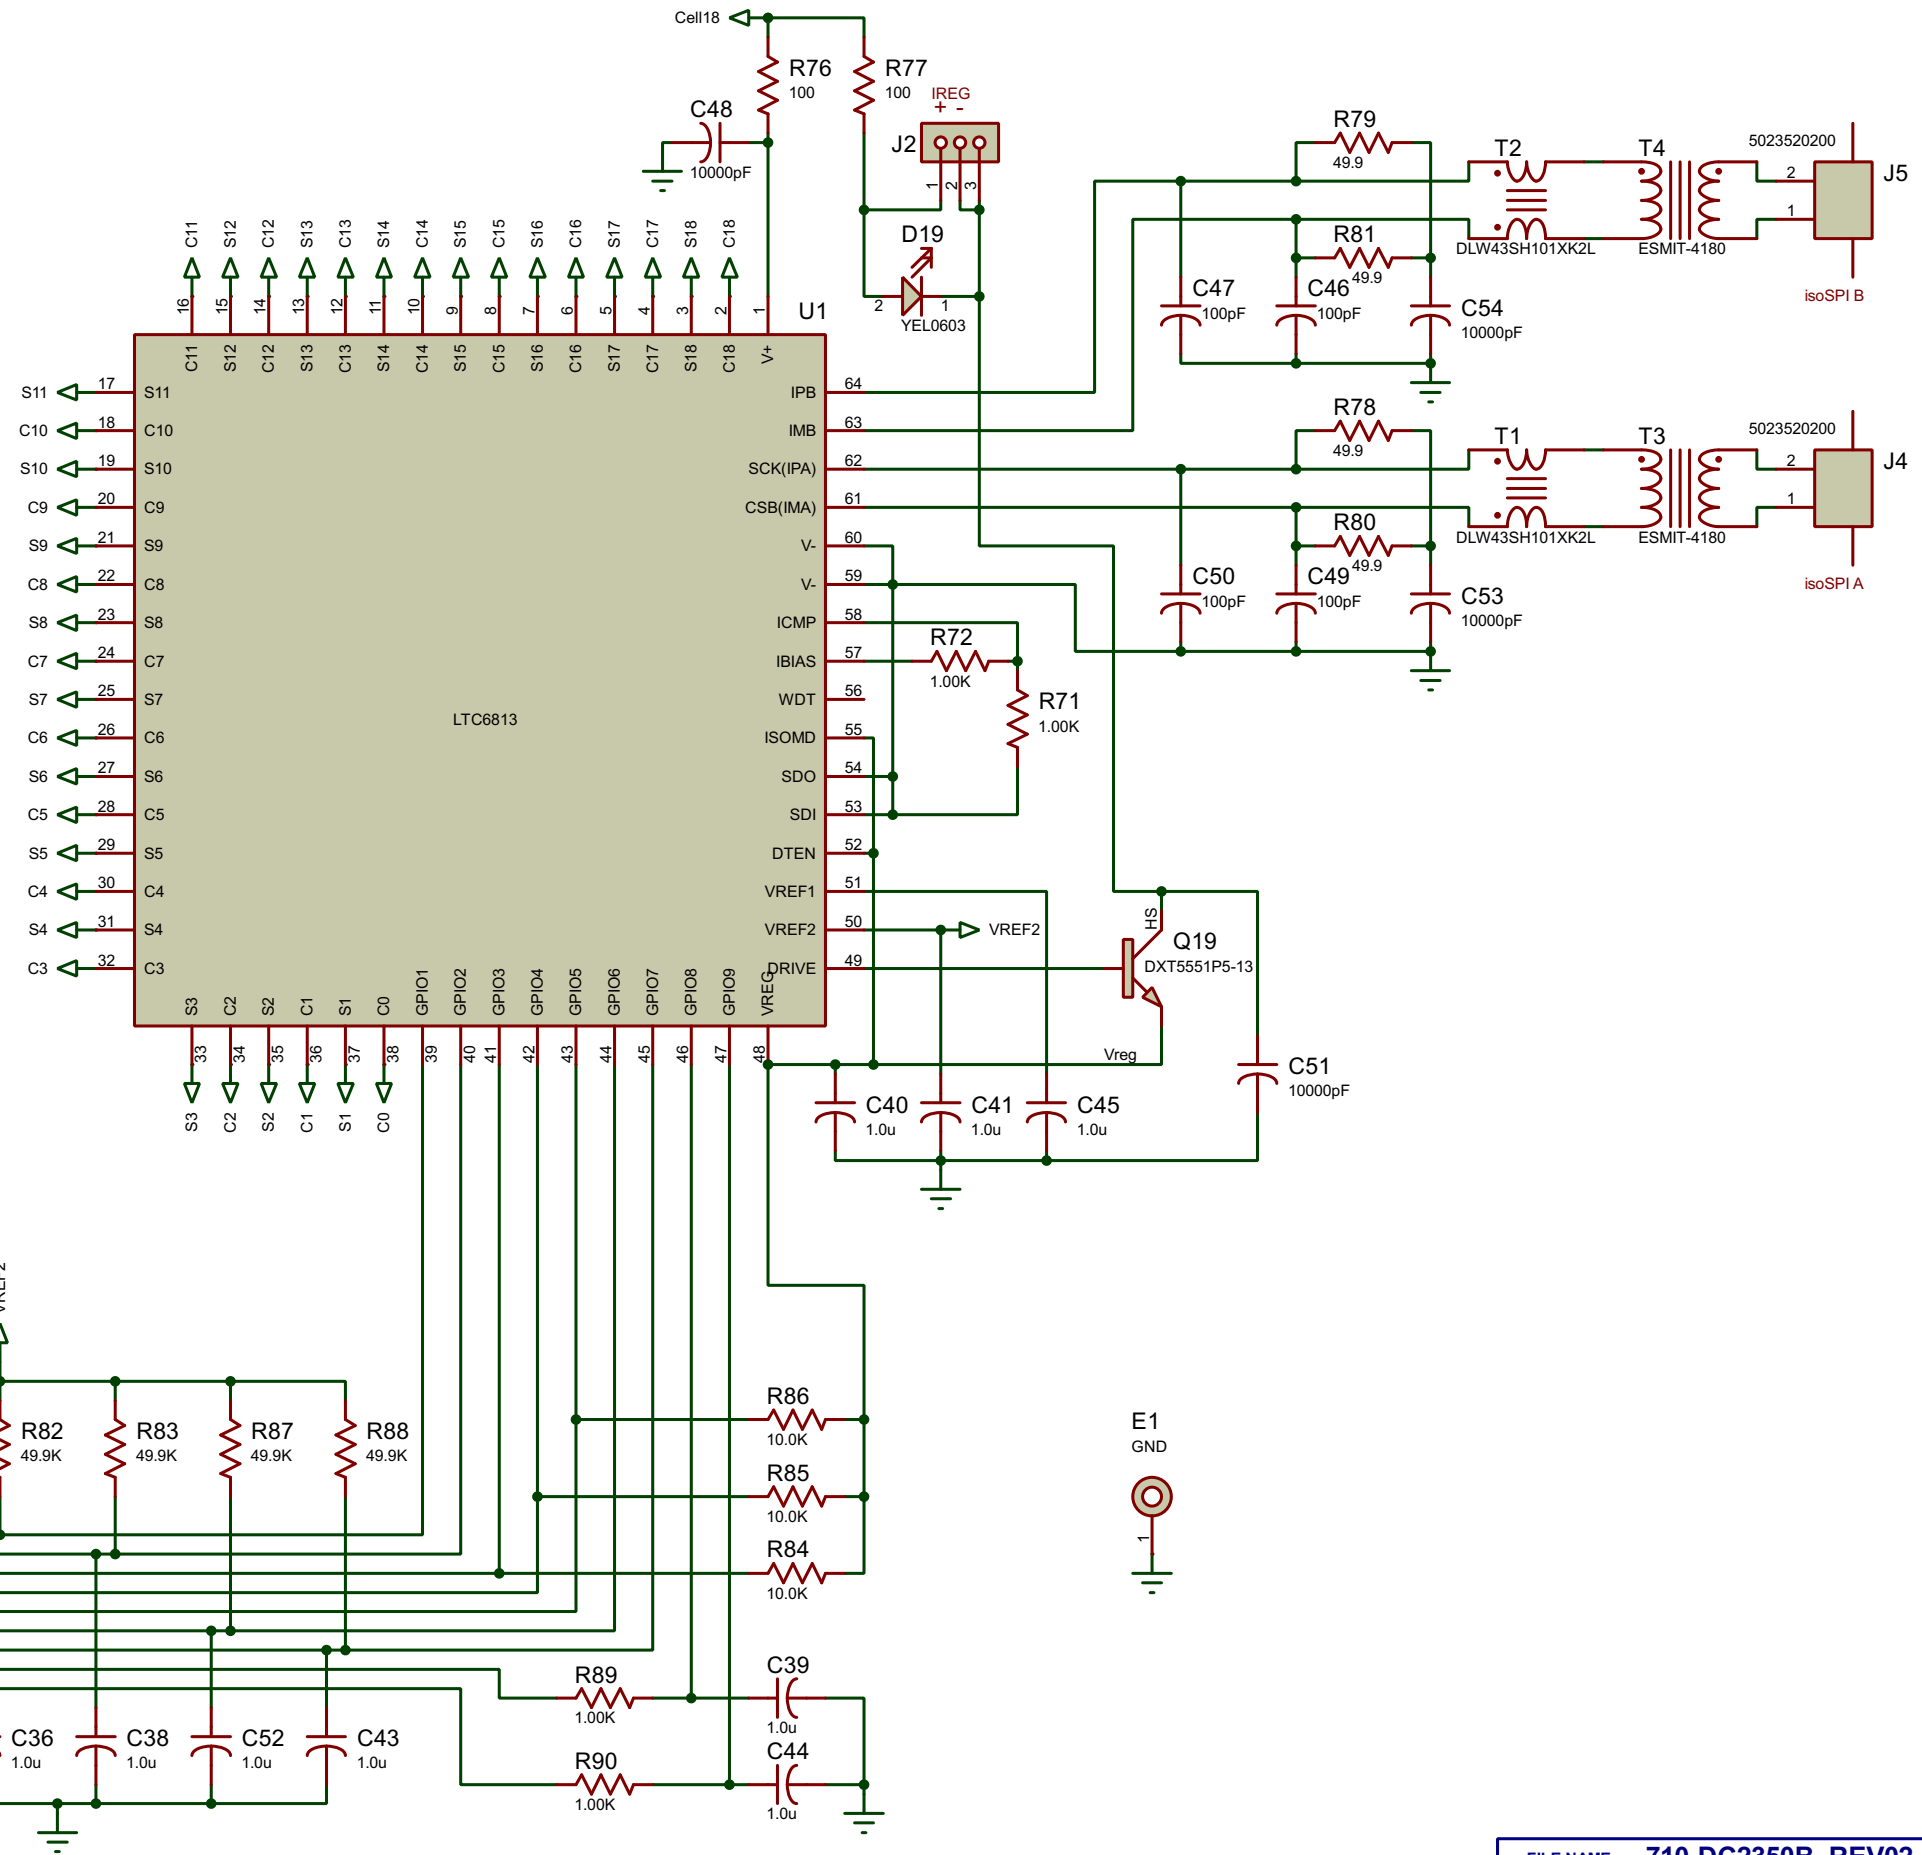 Cell18
R76
100
R77
100
IREG
+ -
C48
10000pF
J2
1
2
3
R79
49.9
T2
T4
5023520200
2
1
J5
R81
49.9
DLW43SH101XK2L
ESMIT-4180
isoSPI B
D19
2
1
YEL0603
C47
100pF
C46
100pF
C54
10000pF
C11
S12
C12
S13
C13
S14
C14
S15
C15
S16
C16
S17
C17
S18
C18
16
15
14
13
12
11
10
9
8
7
6
5
4
3
2
1
U1
C11
S12
C12
S13
C13
S14
C14
S15
C15
S16
C16
S17
C17
S18
C18
V+
S11 17 S11
C10 18 C10
S10 19 S10
C9 20 C9
S9 21 S9
C8 22 C8
S8 23 S8
C7 24 C7
S7 25 S7
C6 26 C6
S6 27 S6
C5 28 C5
S5 29 S5
C4 30 C4
S4 31 S4
C3 32 C3
LTC6813
IPB 64
IMB 63
SCK(IPA) 62
CSB(IMA) 61
V- 60
V- 59
ICMP 58
IBIAS 57
WDT 56
ISOMD 55
SDO 54
SDI 53
DTEN 52
VREF1 51
VREF2 50
DRIVE 49
R78
49.9
T1
T3
5023520200
2
1
J4
R80
49.9
DLW43SH101XK2L
ESMIT-4180
isoSPI A
C50
100pF
C49
100pF
C53
10000pF
R72
1.00K
R71
1.00K
VREF2
HS
Q19
DXT5551P5-13
S3
C2
S2
C1
S1
C0
GPIO1
GPIO2
GPIO3
GPIO4
GPIO5
GPIO6
GPIO7
GPIO8
GPIO9
VREG
33
34
35
36
37
38
39
40
41
42
43
44
45
46
47
48
S3
C2
S2
C1
S1
C0
Vreg
C40
1.0u
C41
1.0u
C45
1.0u
C51
10000pF
VREF2
R82
49.9K
R83
49.9K
R87
49.9K
R88
49.9K
R86
10.0K
R85
10.0K
R84
10.0K
E1
GND
1
R89
1.00K
C39
1.0u
R90
1.00K
C44
1.0u
C36
1.0u
C38
1.0u
C52
1.0u
C43
1.0u
FILE NAME 710-DC2350B_REV02